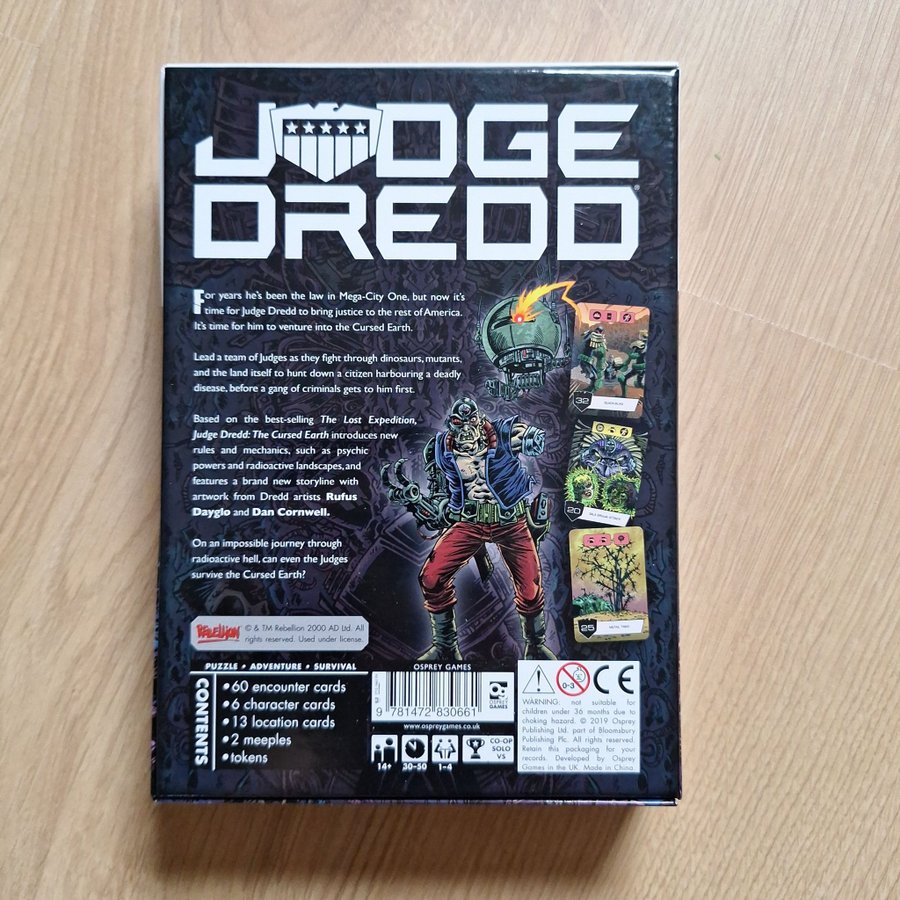 JUDGE
DREDD®
For years he's been the law in Mega-City One, but now it's
time for Judge Dredd to bring justice to the rest of America.
It's time for him to venture into the Cursed Earth.
Lead a team of Judges as they fight through dinosaurs, mutants,
and the land itself to hunt down a citizen harbouring a deadly
disease, before a gang of criminals gets to him first.
Based on the best-selling The Lost Expedition,
Judge Dredd: The Cursed Earth introduces new
rules and mechanics, such as psychic
powers and radioactive landscapes, and
features a brand new storyline with
artwork from Dredd artists Rufus
Dayglo and Dan Cornwell.
On an impossible journey through
radioactive hell, can even the Judges
survive the Cursed Earth?
32
20
25
REBELLION
© & TM Rebellion 2000 AD Ltd. All
rights reserved. Used under license.
PUZZLE • ADVENTURE • SURVIVAL
CONTENTS
• 60 encounter cards
• 6 character cards
• 13 location cards
• 2 meeples
• tokens
OSPREY GAMES
9 781472 830661
OSPREY
GAMES
www.ospreygames.co.uk
14+
30-50
1-4
CO-OP
SOLO
VS
0-3
CE
WARNING: not suitable for
children under 36 months due to
choking hazard. © 2019 Osprey
Publishing Ltd. part of Bloomsbury
Publishing Plc. All rights reserved.
Retain this packaging for your
records. Developed by Osprey
Games in the UK. Made in China.